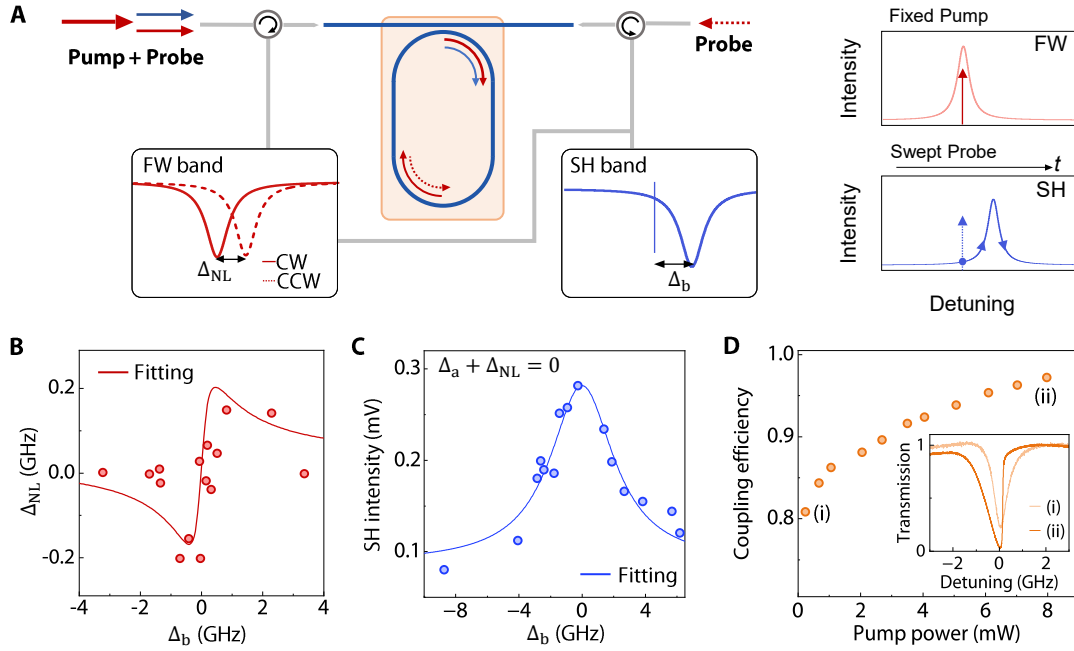 A
Pump + Probe
Probe
FW band
Δ_NL
CW
CCW
SH band
Δ_b
Fixed Pump
FW
Intensity
Swept Probe
t
SH
Intensity
Detuning
B
Fitting
Δ_NL (GHz)
0.2
0.0
-0.2
-4
-2
0
2
4
Δ_b (GHz)
C
Δ_a + Δ_NL = 0
SH intensity (mV)
0.4
0.3
0.2
0.1
Fitting
−8
−4
0
4
Δ_b (GHz)
D
Coupling efficiency
1.0
0.9
0.8
(i)
(ii)
Transmission
1
0
(i)
(ii)
−2
0
2
Detuning (GHz)
0
2
4
6
8
Pump power (mW)